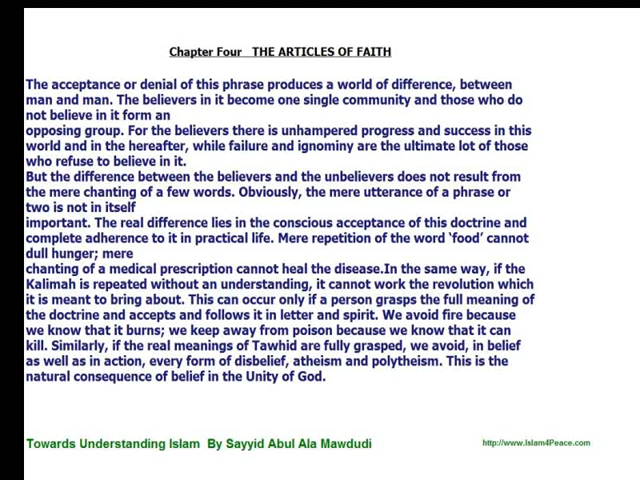 Chapter Four   THE ARTICLES OF FAITH
The acceptance or denial of this phrase produces a world of difference, between
man and man. The believers in it become one single community and those who do
not believe in it form an
opposing group. For the believers there is unhampered progress and success in this
world and in the hereafter, while failure and ignominy are the ultimate lot of those
who refuse to believe in it.
But the difference between the believers and the unbelievers does not result from
the mere chanting of a few words. Obviously, the mere utterance of a phrase or
two is not in itself
important. The real difference lies in the conscious acceptance of this doctrine and
complete adherence to it in practical life. Mere repetition of the word ‘food’ cannot
dull hunger; mere
chanting of a medical prescription cannot heal the disease.In the same way, if the
Kalimah is repeated without an understanding, it cannot work the revolution which
it is meant to bring about. This can occur only if a person grasps the full meaning of
the doctrine and accepts and follows it in letter and spirit. We avoid fire because
we know that it burns; we keep away from poison because we know that it can
kill. Similarly, if the real meanings of Tawhid are fully grasped, we avoid, in belief
as well as in action, every form of disbelief, atheism and polytheism. This is the
natural consequence of belief in the Unity of God.
Towards Understanding Islam  By Sayyid Abul Ala Mawdudi
http://www.Islam4Peace.com